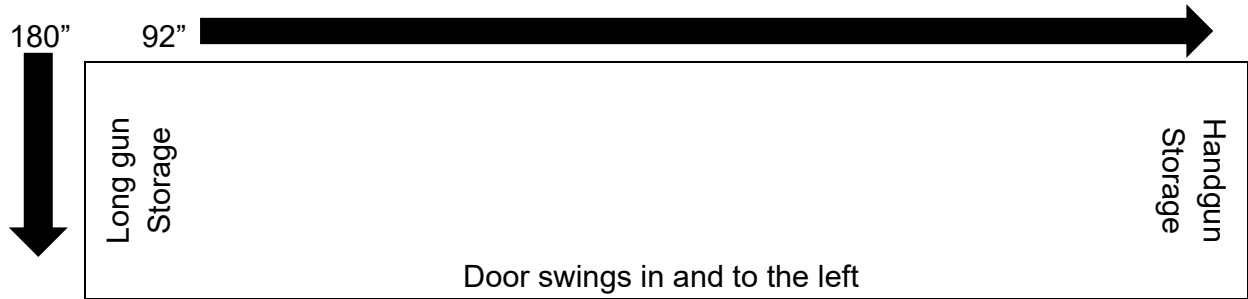 180”
92”
Long gun
Storage
Handgun
Storage
Door swings in and to the left